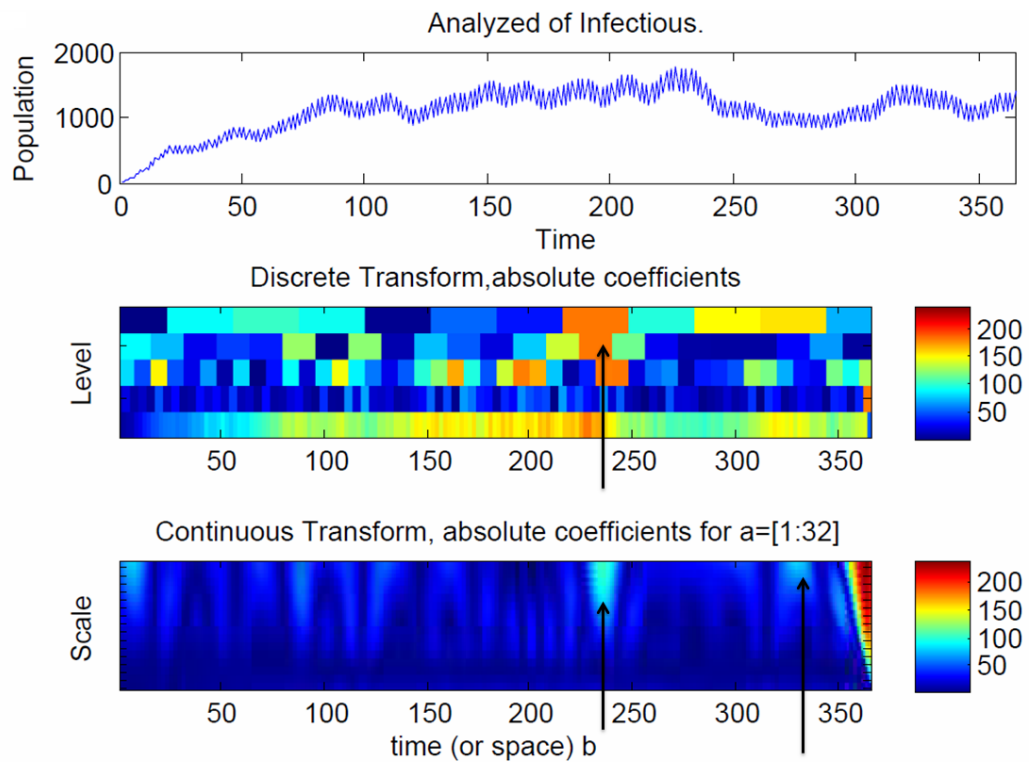 Analyzed of Infectious.
Population
2000
1000
0
0 50 100 150 200 250 300 350
Time
Discrete Transform,absolute coefficients
Level
50 100 150 200 250 300 350
200
150
100
50
Continuous Transform, absolute coefficients for a=[1:32]
Scale
50 100 150 200 250 300 350
time (or space) b
200
150
100
50